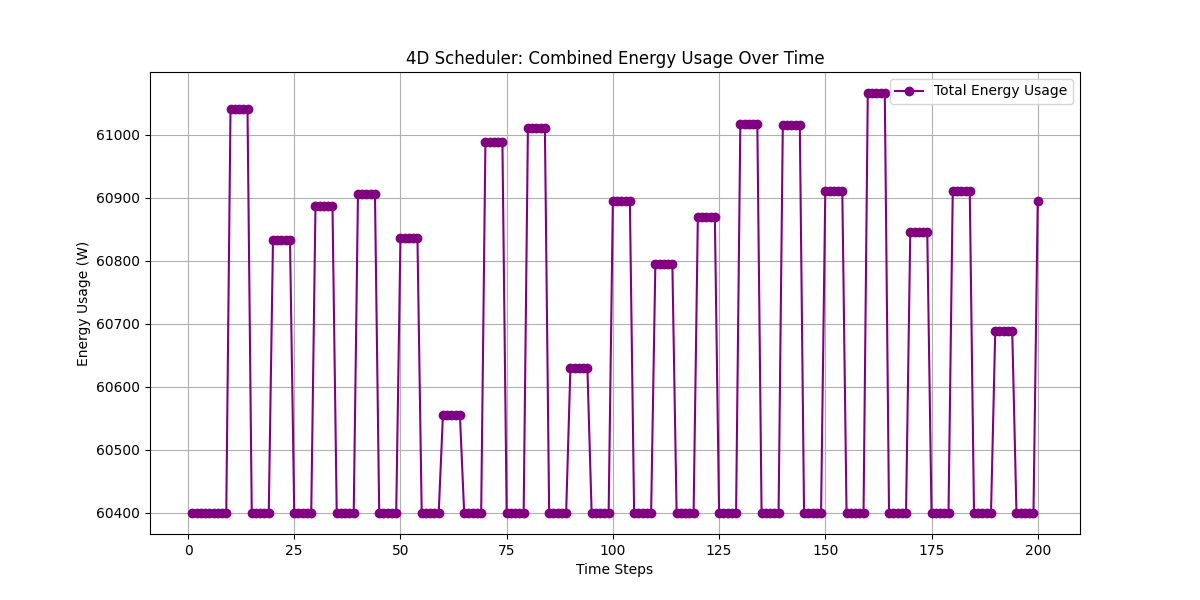 4D Scheduler: Combined Energy Usage Over Time
Total Energy Usage
Energy Usage (W)
61000
60900
60800
60700
60600
60500
60400
0 25 50 75 100 125 150 175 200
Time Steps